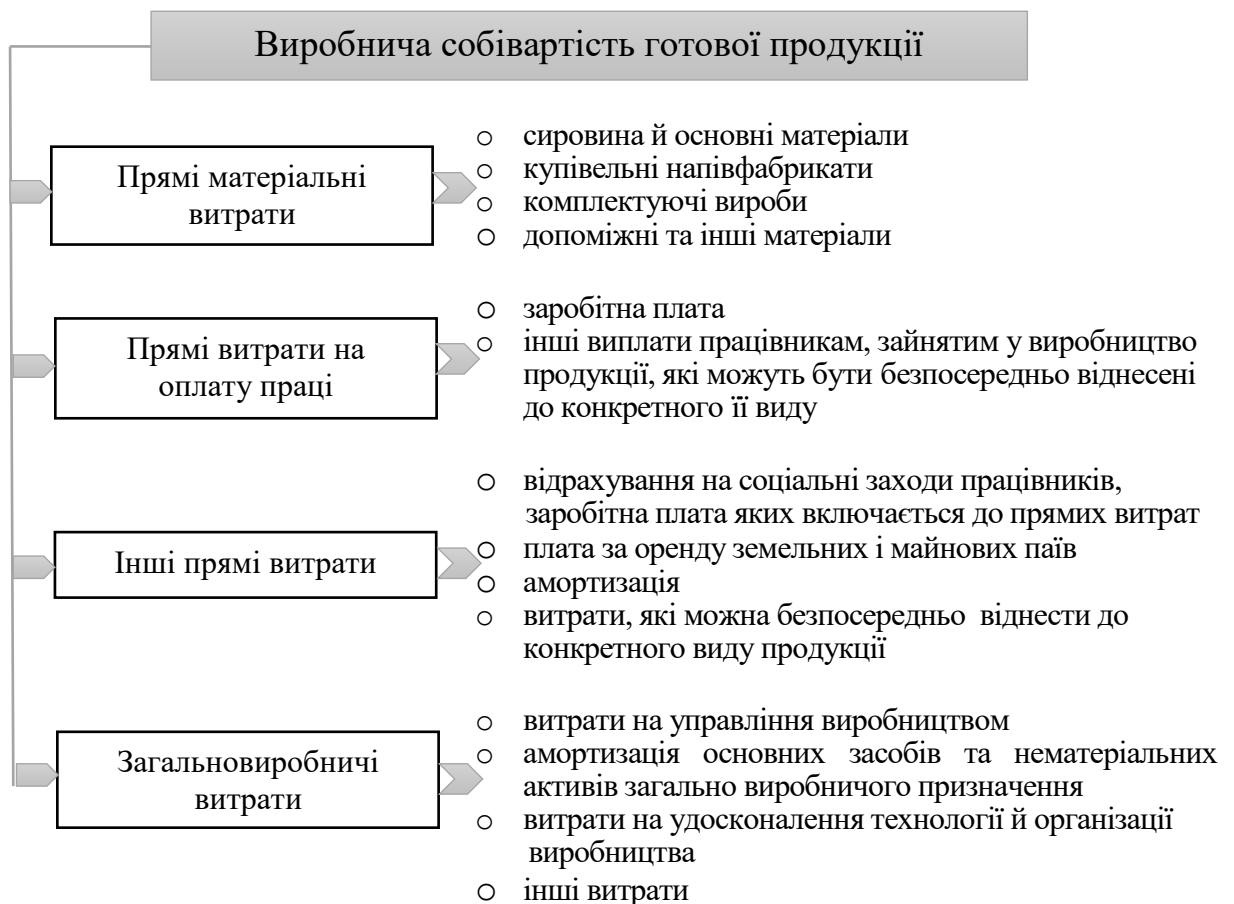 Виробнича собівартість готової продукції
Прямі матеріальні
витрати
o сировина й основні матеріали
o купівельні напівфабрикати
o комплектуючі вироби
o допоміжні та інші матеріали
Прямі витрати на
оплату праці
o заробітна плата
o інші виплати працівникам, зайнятим у виробництво
продукції, які можуть бути безпосередньо віднесені
до конкретного її виду
Інші прямі витрати
o відрахування на соціальні заходи працівників,
заробітна плата яких включається до прямих витрат
o плата за оренду земельних і майнових паїв
o амортизація
o витрати, які можна безпосередньо віднести до
конкретного виду продукції
Загальновиробничі
витрати
o витрати на управління виробництвом
o амортизація основних засобів та нематеріальних
активів загально виробничого призначення
o витрати на удосконалення технології й організації
виробництва
o інші витрати